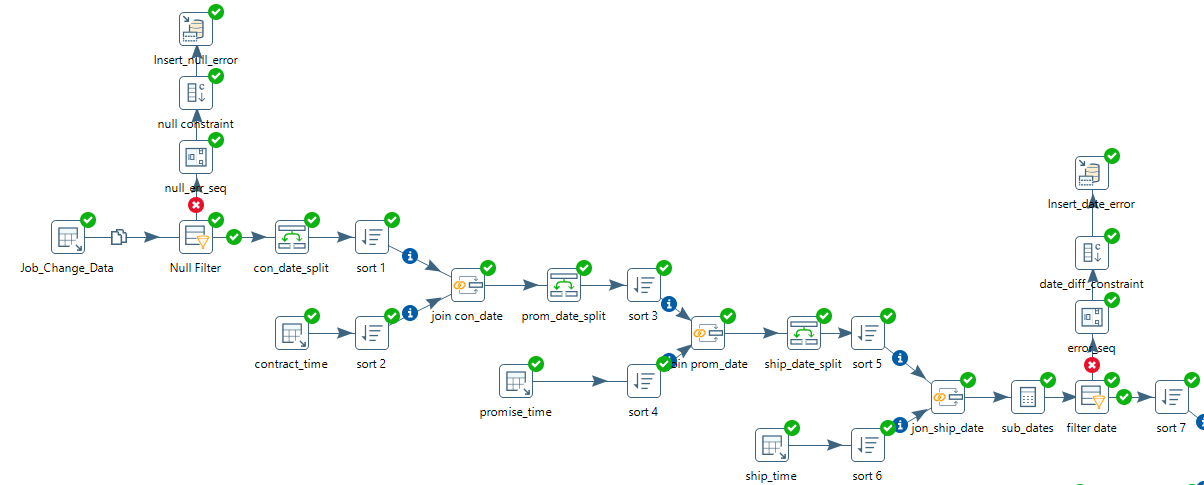 Insert_null_error
null constraint
null_err_seq
Job_Change_Data
Null Filter
con_date_split
sort 1
join con_date
prom_date_split
sort 3
contract_time
sort 2
join prom_date
ship_date_split
sort 5
promise_time
sort 4
Insert_date_error
date_diff_constraint
error_seq
jon_ship_date
sub_dates
filter date
sort 7
ship_time
sort 6